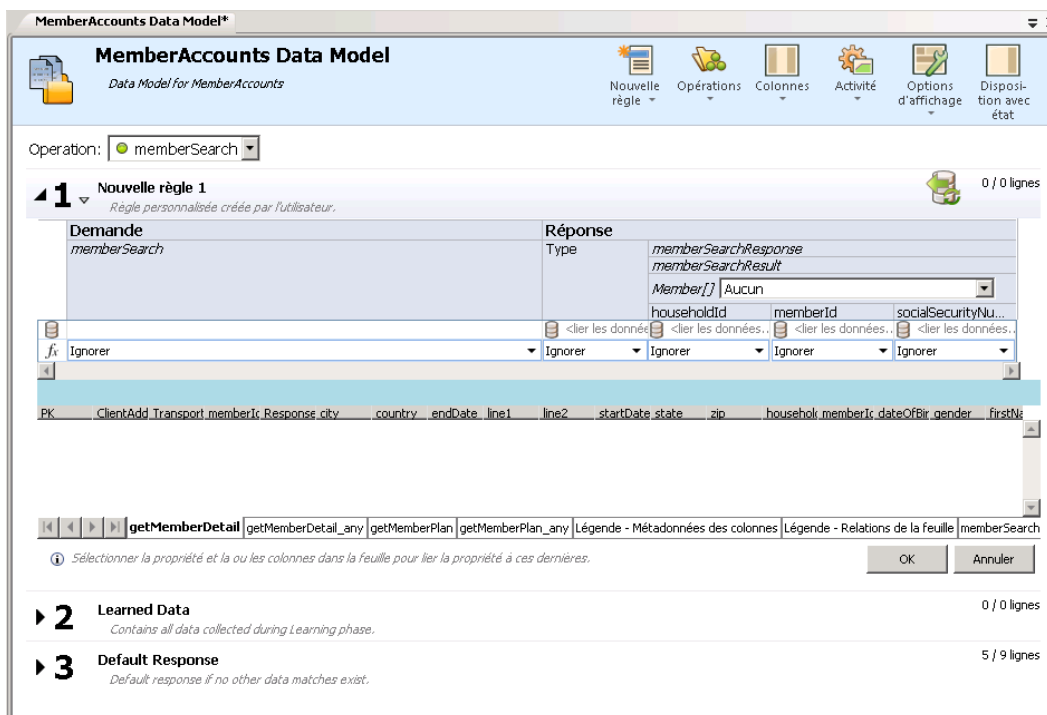 MemberAccounts Data Model*
MemberAccounts Data Model
Data Model for MemberAccounts
Nouvelle règle
Opérations
Colonnes
Activité
Options d'affichage
Disposi-
tion avec
état
Operation: memberSearch
1 Nouvelle règle 1 0 / 0 lignes
Règle personnalisée créée par l'utilisateur.
Demande Réponse
memberSearch Type memberSearchResponse
memberSearchResult
Member[] Aucun
householdId memberId socialSecurityNu...
<lier les donnée <lier les données.. <lier les données.. <lier les données..
fx Ignorer Ignorer Ignorer Ignorer Ignorer
PK ClientAdd Transport memberIc Response city country endDate line1 line2 startDate state zip househok memberIc dateOfBir gender firstNa
getMemberDetail getMemberDetail_any getMemberPlan getMemberPlan_any Légende - Métadonnées des colonnes Légende - Relations de la feuille memberSearch
Sélectionner la propriété et la ou les colonnes dans la feuille pour lier la propriété à ces dernières. OK Annuler
2 Learned Data 0 / 0 lignes
Contains all data collected during Learning phase.
3 Default Response 5 / 9 lignes
Default response if no other data matches exist.